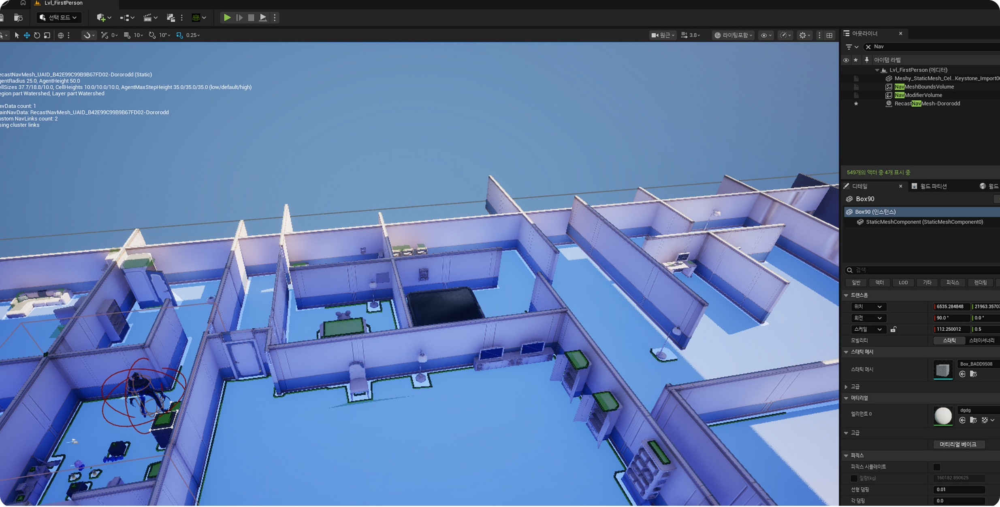 Lvl_FirstPerson
선택 모드
0
10
10°
0.25
원근
3.8
라이팅포함
ecastNavMesh_UAID_B42E99C99B9B67FD02-Dororodd (Static)
gentRadius 25.0, AgentHeight 50.0
ellSizes 37.7/18.8/10.0, CellHeights 10.0/10.0/10.0, AgentMaxStepHeight 35.0/35.0/35.0 (low/default/high)
egion part Watershed, Layer part Watershed
avData count: 1
ainNavData: RecastNavMesh_UAID_B42E99C99B9B67FD02-Dororodd
ustom NavLinks count: 2
sing cluster links
아웃라이너
Nav
아이템 라벨
Lvl_FirstPerson (에디터)
Meshy_StaticMesh_Cel...Keystone_Import0
NavMeshBoundsVolume
NavModifierVolume
RecastNavMesh-Dororodd
549개의 액터 중 4개 표시 중
디테일
월드 파티션
월드
Box90
Box90 (인스턴스)
StaticMeshComponent (StaticMeshComponent0)
검색
일반
액터
LOD
기타
피직스
렌더링
트랜스폼
위치
6535.284848
21963.3570
회전
90.0 °
0.0 °
스케일
112.250012
0.5
모빌리티
스태틱
스테이셔너리
스태틱 메시
스태틱 메시
Box_BADD9508
고급
머티리얼
엘리먼트 0
dgdg
고급
머티리얼 베이크
피직스
피직스 시뮬레이트
질량(kg)
160182.890625
선형 댐핑
0.01
각 댐핑
0.0